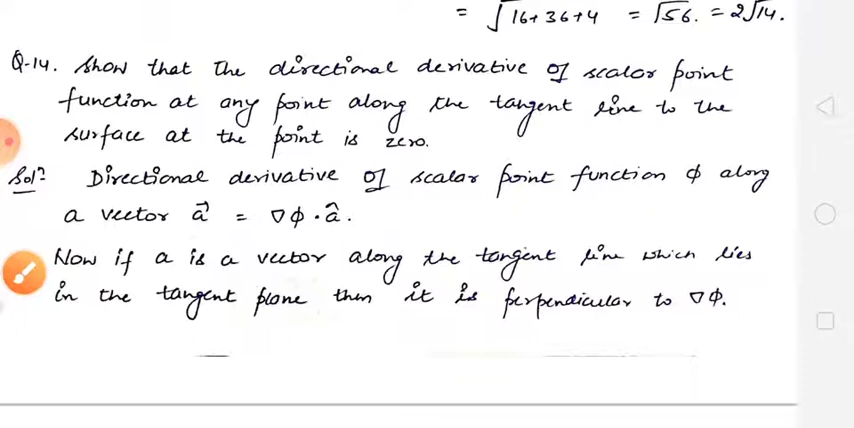 = √16+36+4 = √56. = 2√14.
Q-14. Show that the directional derivative of scalar point
function at any point along the tangent line to the
surface at the point is zero.
Solⁿ Directional derivative of scalar point function ϕ along
a vector a⃗ = ∇ϕ · â.
Now if a is a vector along the tangent line which lies
in the tangent plane then it is perpendicular to ∇ϕ.